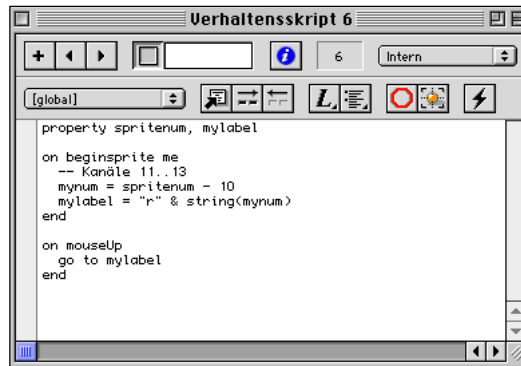 Verhaltensskript 6
6
Intern
[global]
L
property spritenum, mylabel
on beginsprite me
-- Kanäle 11..13
mynum = spritenum - 10
mylabel = "r" & string(mynum)
end
on mouseUp
go to mylabel
end